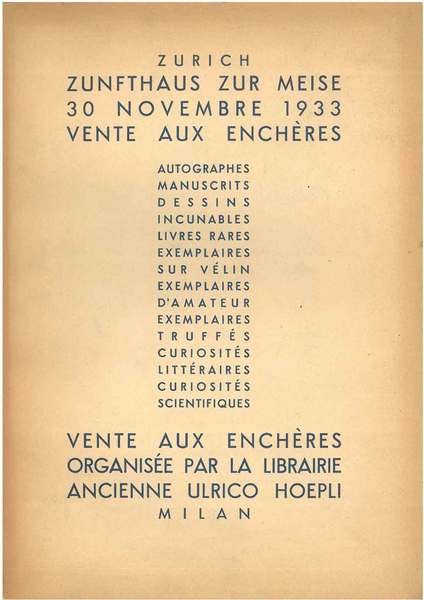 ZURICH
ZUNFTHAUS ZUR MEISE
30 NOVEMBRE 1933
VENTE AUX ENCHÈRES
AUTOGRAPHES
MANUSCRITS
DESSINS
INCUNABLES
LIVRES RARES
EXEMPLAIRES
SUR VÉLIN
EXEMPLAIRES
D'AMATEUR
EXEMPLAIRES
TRUFFÉS
CURIOSITÉS
LITTÉRAIRES
CURIOSITÉS
SCIENTIFIQUES
VENTE AUX ENCHÈRES
ORGANISÉE PAR LA LIBRAIRIE
ANCIENNE ULRICO HOEPLI
MILAN